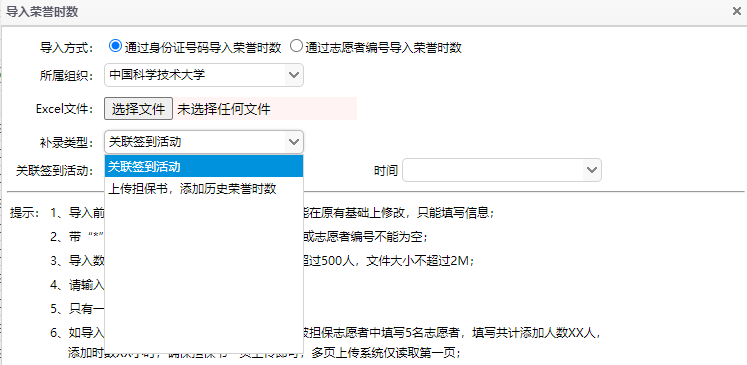 导入荣誉时数
导入方式： 通过身份证号码导入荣誉时数 通过志愿者编号导入荣誉时数
所属组织： 中国科学技术大学
Excel文件： 选择文件 未选择任何文件
补录类型： 关联签到活动
关联签到活动： 关联签到活动 时间
上传担保书，添加历史荣誉时数
提示： 1、导入前 能在原有基础上修改，只能填写信息；
2、带“*” 或志愿者编号不能为空；
3、导入数 超过500人，文件大小不超过2M；
4、请输入
5、只有一
6、如导入 被担保志愿者中填写5名志愿者，填写共计添加人数XX人，
添加时数XX小时，确保担保书一页上传即可，多页上传系统仅读取第一页；